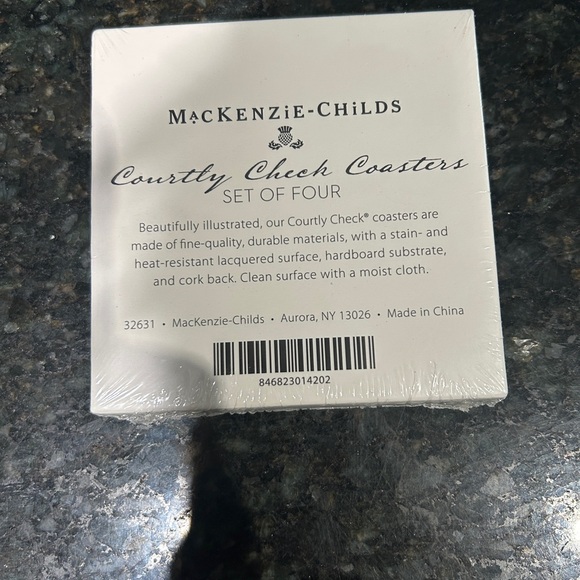 MACKENZiE-CHiLDS
Courtly Check Coasters
SET OF FOUR
Beautifully illustrated, our Courtly Check® coasters are
made of fine-quality, durable materials, with a stain- and
heat-resistant lacquered surface, hardboard substrate,
and cork back. Clean surface with a moist cloth.
32631 • MacKenzie-Childs • Aurora, NY 13026 • Made in China
846823014202